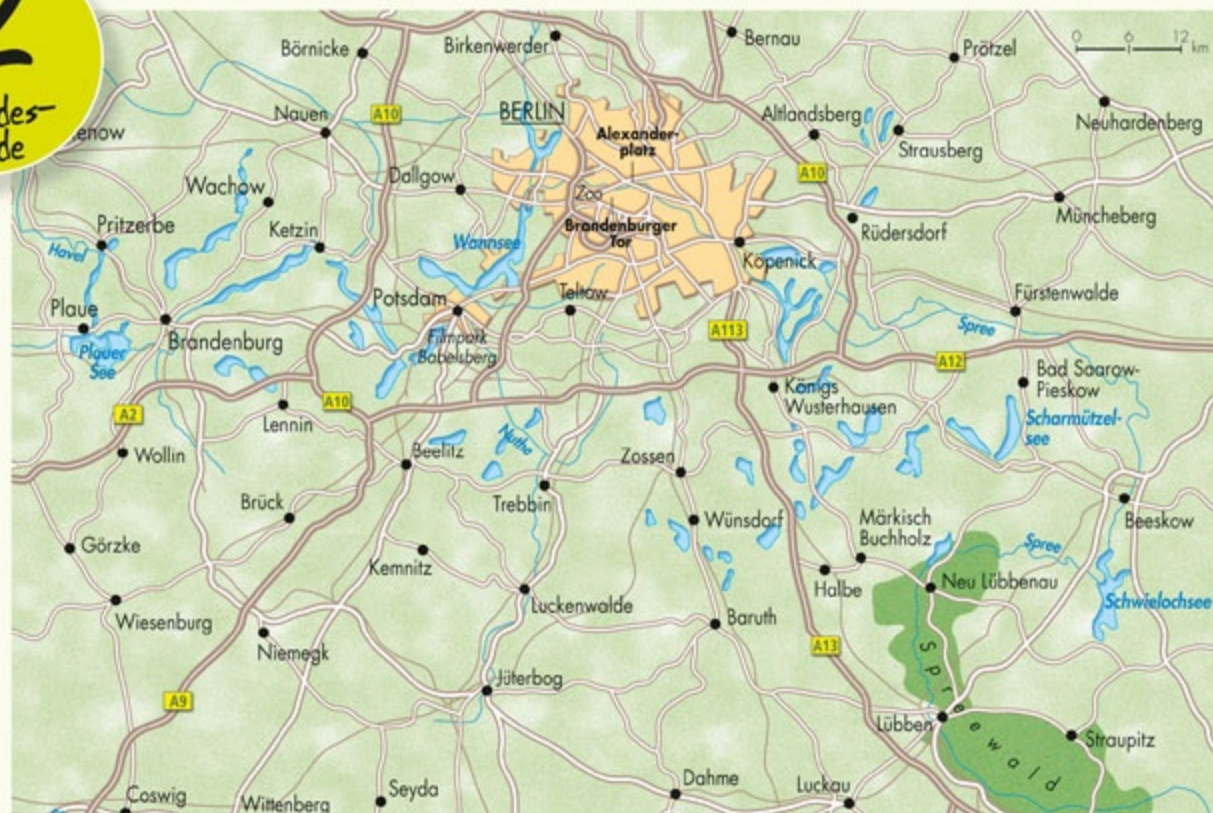 des-
de
enow
Börnicke
Birkenwerder
Bernau
Prötzel
0 6 12 km
Nauen
A10
BERLIN
Alexander-
platz
Altlandsberg
Strausberg
Neuhardenberg
Wachow
Dallgow
Zoo
A10
Pritzerbe
Ketzin
Brandenburger
Tor
Rüdersdorf
Müncheberg
Havel
Wannsee
Köpenick
Plaue
Potsdam
Teltow
Fürstenwalde
Plauer
See
Brandenburg
Filmpark
Babelsberg
A113
Spree
A12
A2
A10
Lennin
Königs
Wusterhausen
Bad Saarow-
Pieskow
Scharmützel-
see
Wollin
Beelitz
Nuthe
Zossen
Brück
Trebbin
Wünsdorf
Märkisch
Buchholz
Beeskow
Görzke
Kemnitz
Halbe
Neu Lübbenau
Spree
Schwielochsee
Wiesenburg
Luckenwalde
Baruth
Niemegk
A13
A9
Jüterbog
Spreewald
Lübben
Straupitz
Coswig
Wittenberg
Seyda
Dahme
Luckau